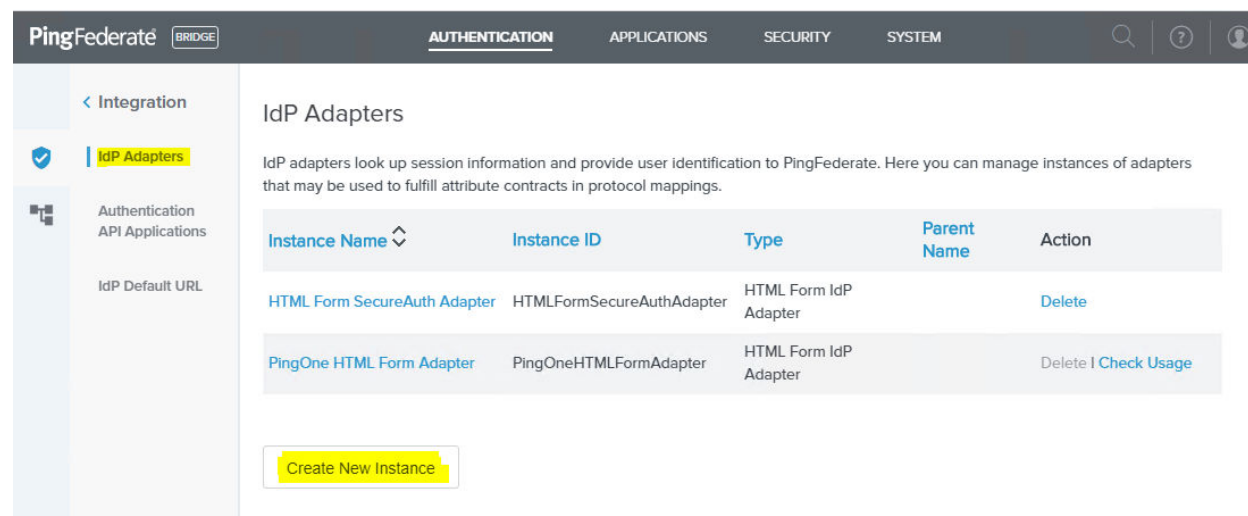 PingFederate BRIDGE
AUTHENTICATION APPLICATIONS SECURITY SYSTEM
< Integration
IdP Adapters
Authentication
API Applications
IdP Default URL
IdP Adapters
IdP adapters look up session information and provide user identification to PingFederate. Here you can manage instances of adapters
that may be used to fulfill attribute contracts in protocol mappings.
Instance Name Instance ID Type Parent Name Action
HTML Form SecureAuth Adapter HTMLFormSecureAuthAdapter HTML Form IdP Adapter Delete
PingOne HTML Form Adapter PingOneHTMLFormAdapter HTML Form IdP Adapter Delete | Check Usage
Create New Instance